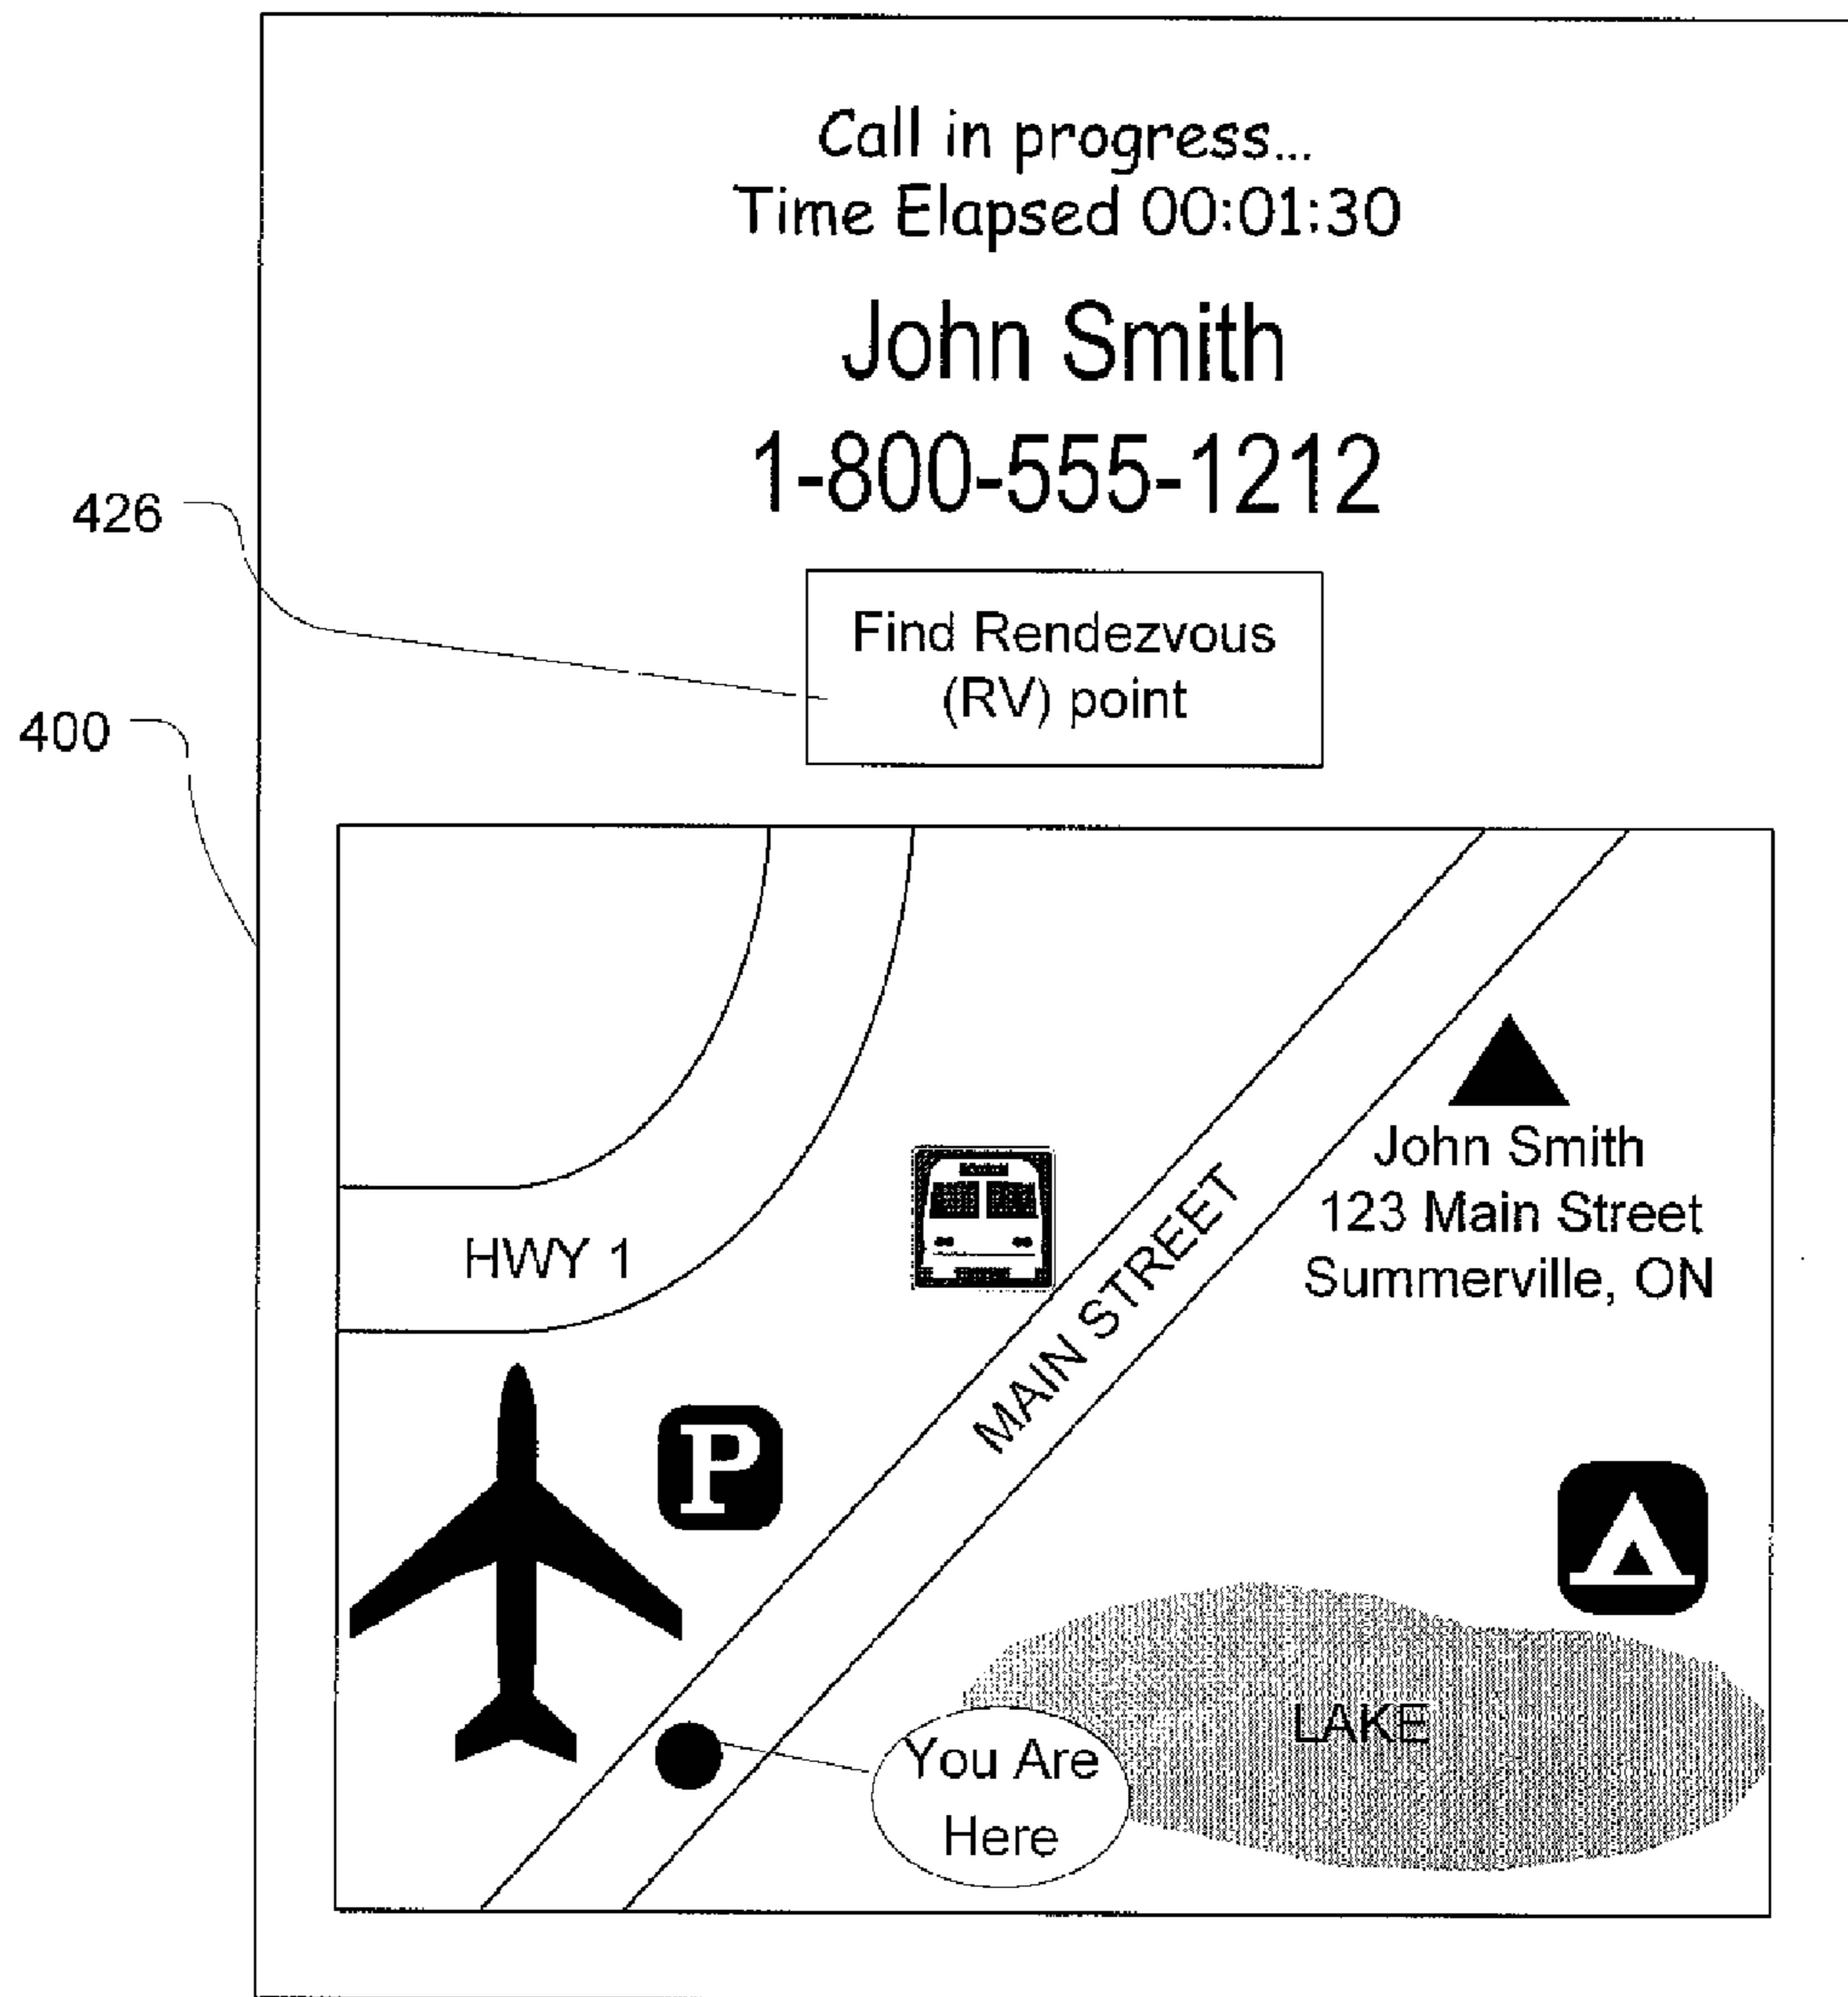 Call in progress...
Time Elapsed 00:01:30
John Smith
1-800-555-1212
426
Find Rendezvous
(RV) point
400
John Smith
123 Main Street
Summerville, ON
MAIN STREET
HWY 1
P
LAKE
You Are
Here